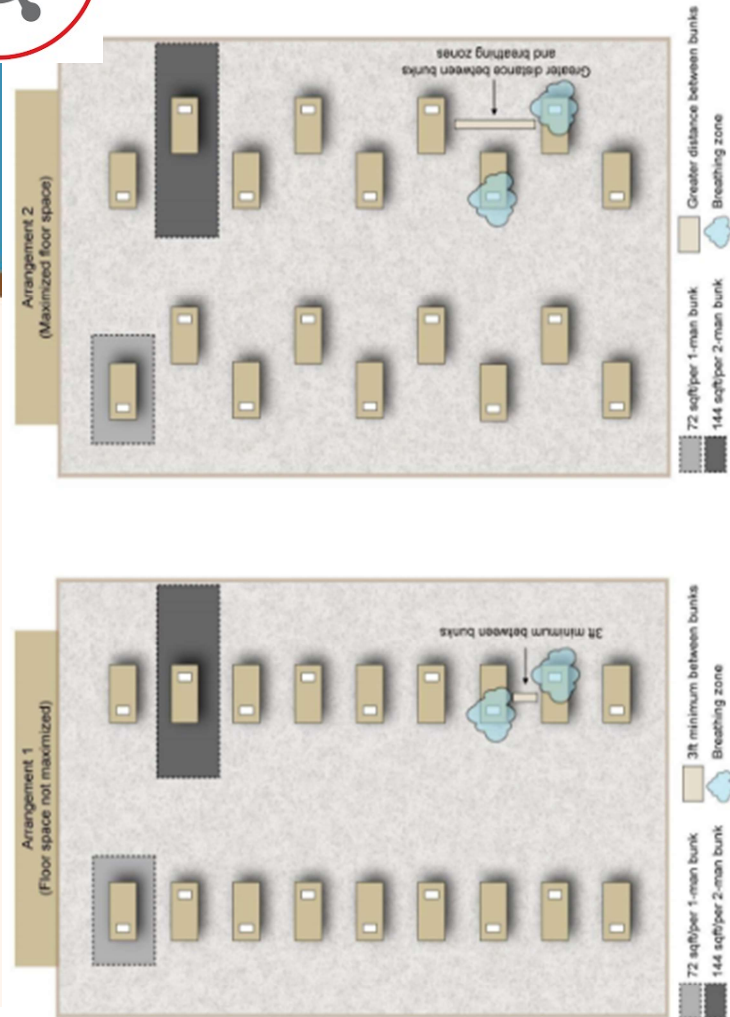 Arrangement 1
(Floor space not maximized)
3ft minimum between bunks
72 sqft/per 1-man bunk
3ft minimum between bunks
144 sqft/per 2-man bunk
Breathing zone
Arrangement 2
(Maximized floor space)
Greater distance between bunks
and breathing zones
72 sqft/per 1-man bunk
Greater distance between bunks
144 sqft/per 2-man bunk
Breathing zone